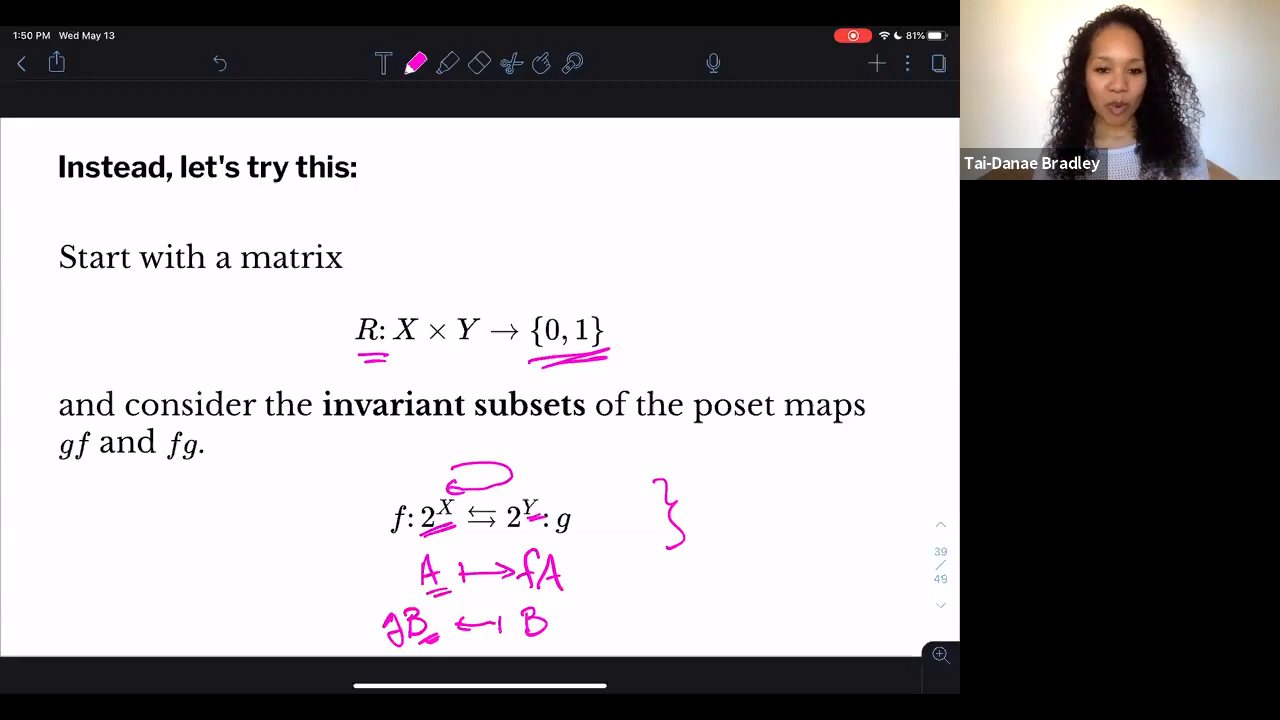 1:50 PM Wed May 13
81%
Tai-Danae Bradley
Instead, let's try this:
Start with a matrix
R: X × Y → {0, 1}
and consider the invariant subsets of the poset maps
gf and fg.
f: 2^X ⇆ 2^Y : g
A ↦ fA
gB ↤ B
39
/
49